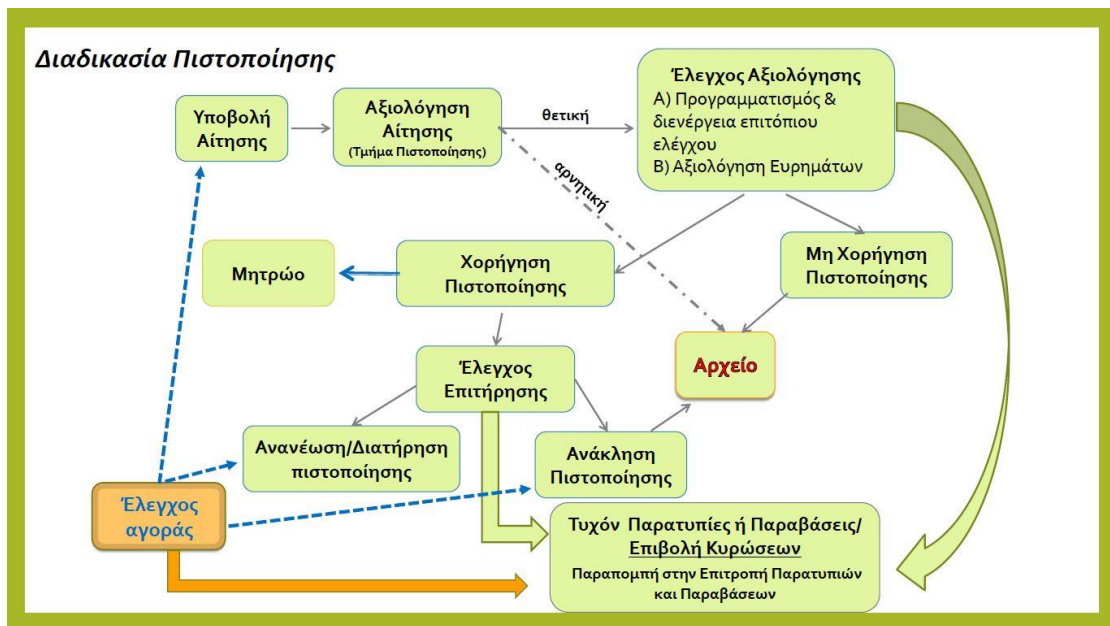 Διαδικασία Πιστοποίησης
Υποβολή
Αίτησης
Αξιολόγηση
Αίτησης
(Τμήμα Πιστοποίησης)
θετική
αρνητική
Έλεγχος Αξιολόγησης
Α) Προγραμματισμός &
διενέργεια επιτόπιου
ελέγχου
Β) Αξιολόγηση Ευρημάτων
Μητρώο
Χορήγηση
Πιστοποίησης
Μη Χορήγηση
Πιστοποίησης
Έλεγχος
Επιτήρησης
Αρχείο
Ανανέωση/Διατήρηση
πιστοποίησης
Ανάκληση
Πιστοποίησης
Έλεγχος
αγοράς
Τυχόν Παρατυπίες ή Παραβάσεις/
Επιβολή Κυρώσεων
Παραπομπή στην Επιτροπή Παρατυπιών
και Παραβάσεων